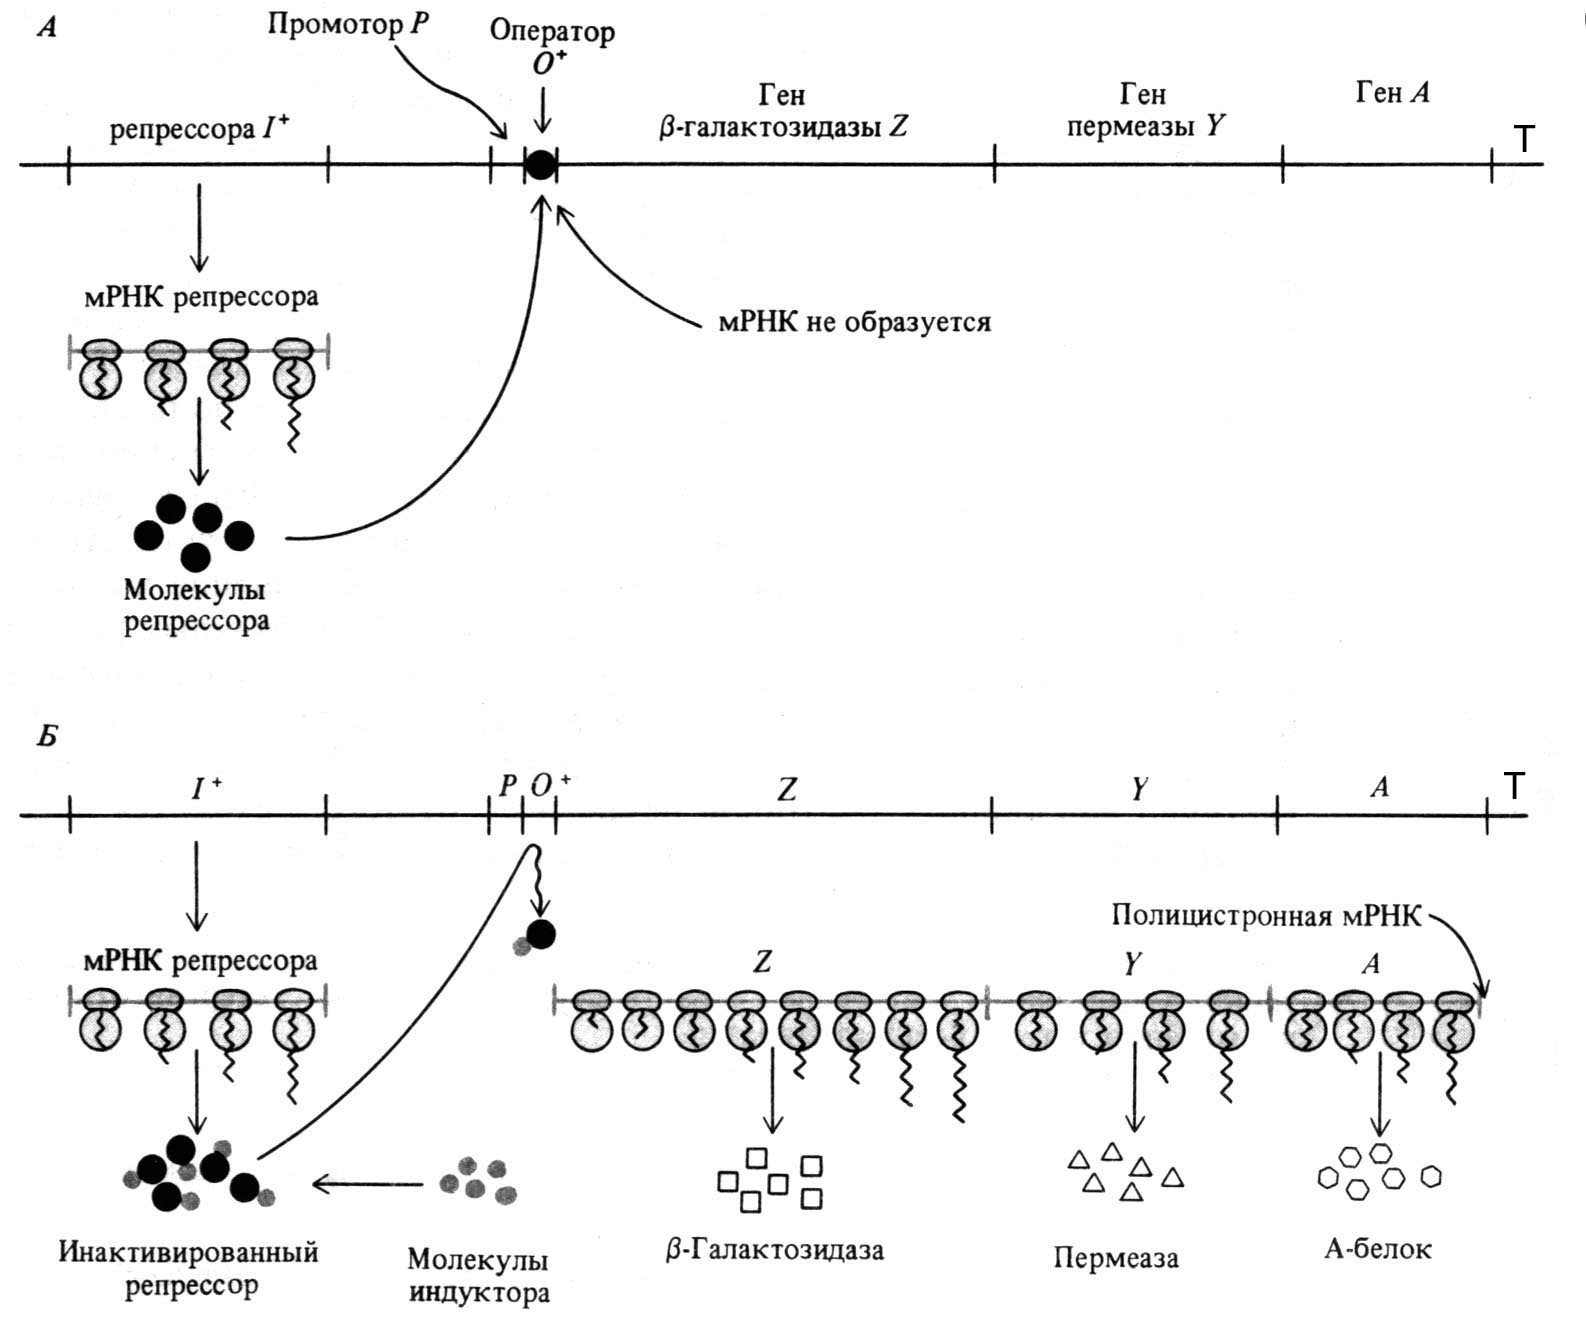 А
Промотор P
Оператор
O⁺
Ген
β-галактозидазы Z
Ген
пермеазы Y
Ген A
репрессора I⁺
T
мРНК репрессора
мРНК не образуется
Молекулы
репрессора
Б
I⁺
P
O⁺
Z
Y
A
T
Полицистронная мРНК
мРНК репрессора
Z
Y
A
Инактивированный
репрессор
Молекулы
индуктора
β-Галактозидаза
Пермеаза
А-белок